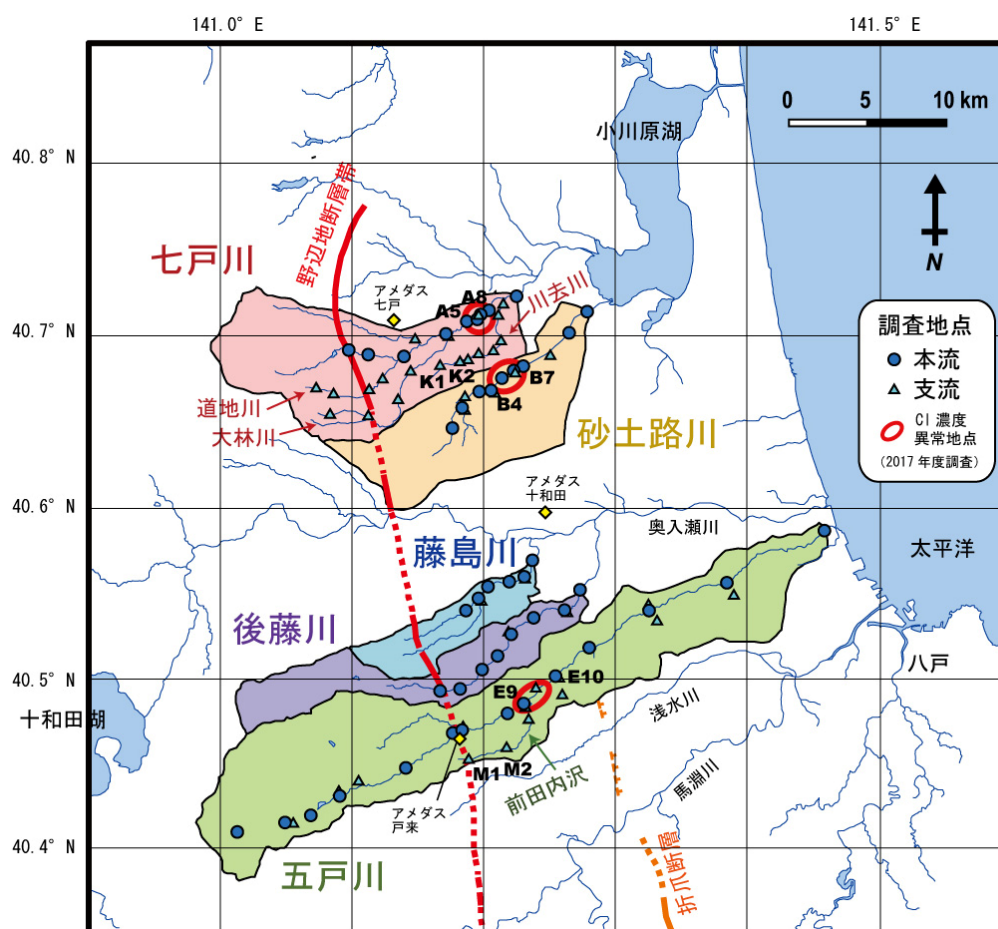 141.0° E
141.5° E
0 5 10 km
小川原湖
40.8° N
N
野辺地断層帯
七戸川
アメダス
七戸
A8
A5
川去川
調査地点
本流
支流
Cl 濃度
異常地点
(2017 年度調査)
40.7° N
K1
K2
B7
B4
道地川
大林川
砂土路川
アメダス
十和田
40.6° N
奥入瀬川
太平洋
藤島川
後藤川
八戸
40.5° N
E9
E10
十和田湖
浅水川
M1
M2
前田内沢
馬淵川
アメダス
戸来
40.4° N
五戸川
折爪断層